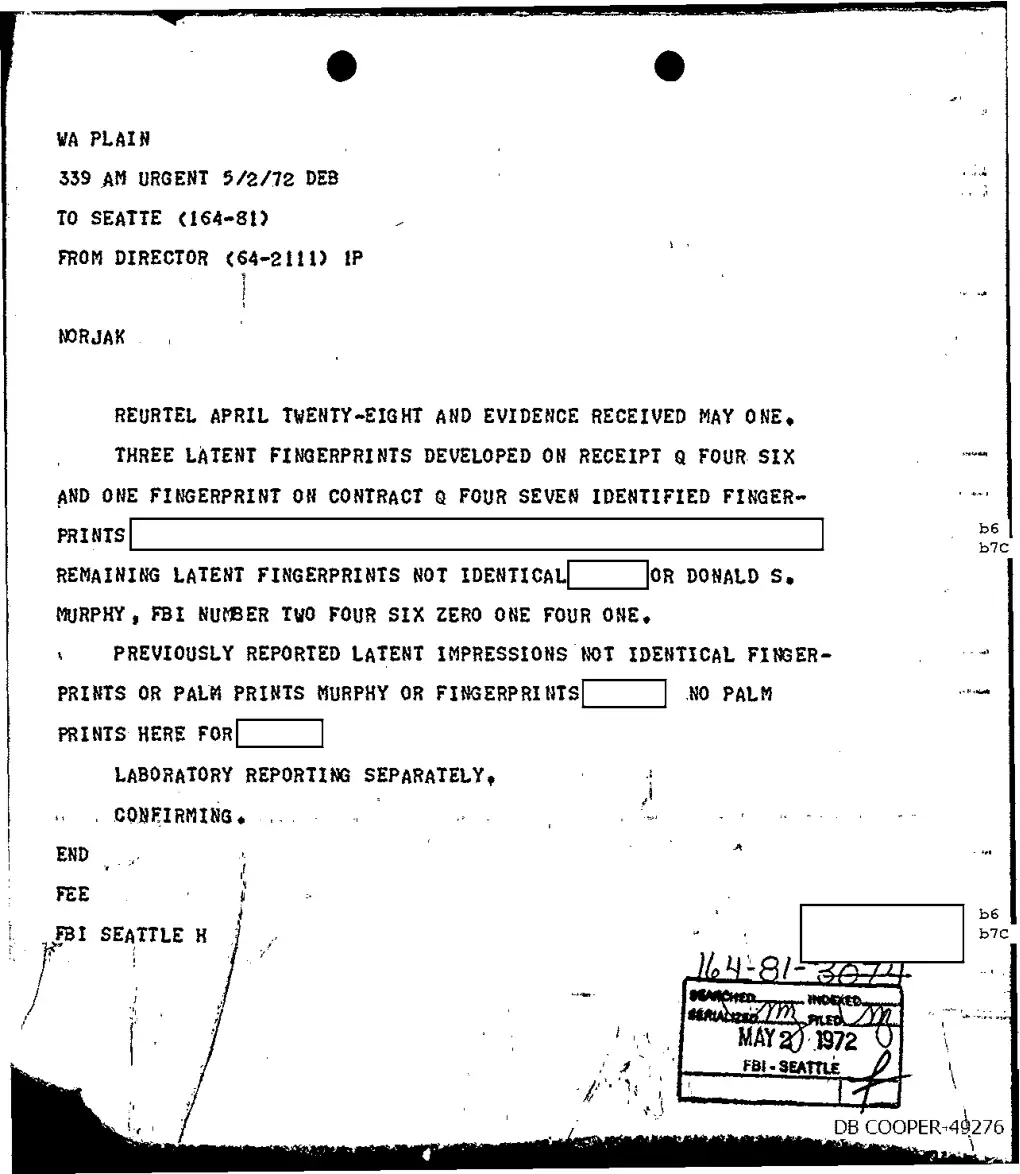 WA PLAIN
339 AM URGENT 5/2/72 DEB
TO SEATTE (164-81)
FROM DIRECTOR (64-2111) 1P
NORJAK
REURTEL APRIL TWENTY-EIGHT AND EVIDENCE RECEIVED MAY ONE.
THREE LATENT FINGERPRINTS DEVELOPED ON RECEIPT Q FOUR SIX
AND ONE FINGERPRINT ON CONTRACT Q FOUR SEVEN IDENTIFIED FINGER-
PRINTS
b6
b7C
REMAINING LATENT FINGERPRINTS NOT IDENTICAL OR DONALD S.
MURPHY, FBI NUMBER TWO FOUR SIX ZERO ONE FOUR ONE.
PREVIOUSLY REPORTED LATENT IMPRESSIONS NOT IDENTICAL FINGER-
PRINTS OR PALM PRINTS MURPHY OR FINGERPRINTS .NO PALM
PRINTS HERE FOR
LABORATORY REPORTING SEPARATELY.
CONFIRMING.
END
FEE
FBI SEATTLE H
b6
b7C
164-81-3074
SEARCHED INDEXED
SERIALIZED FILED
MAY 2 1972
FBI - SEATTLE
DB COOPER-49276